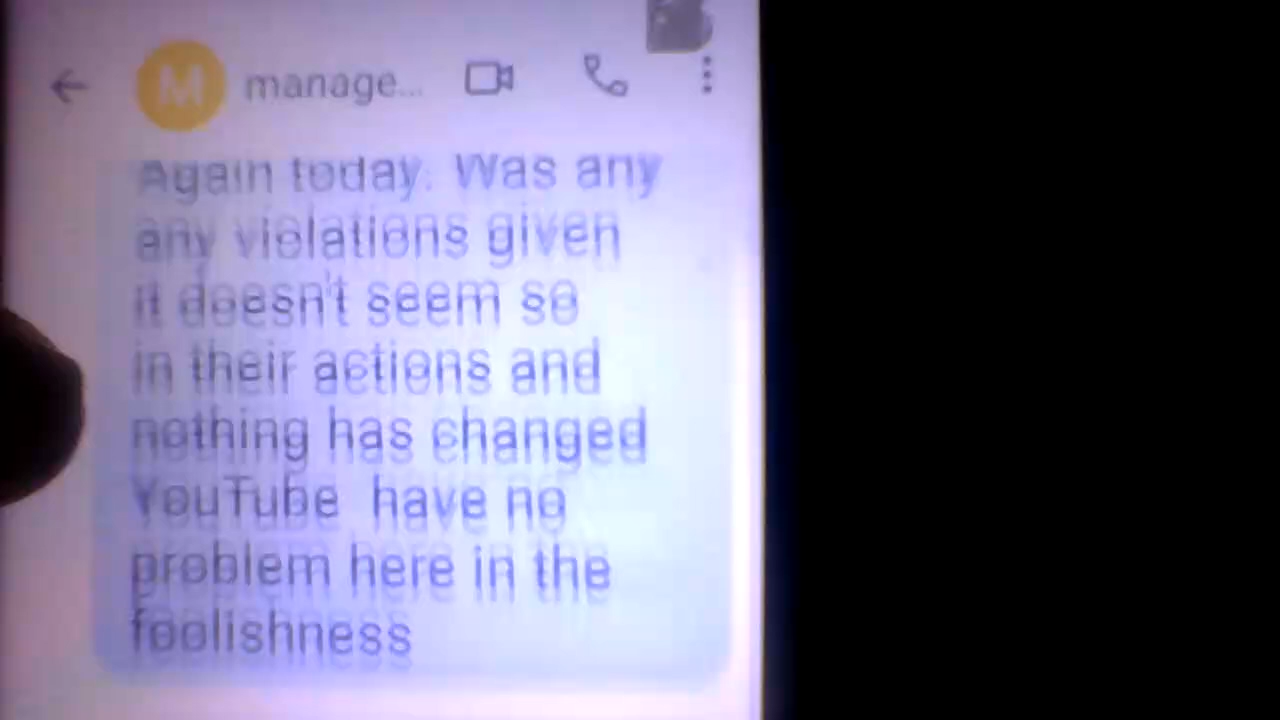 M manage...
Again today. Was any
any violations given
it doesn't seem so
in their actions and
nothing has changed
YouTube have no
problem here in the
foolishness